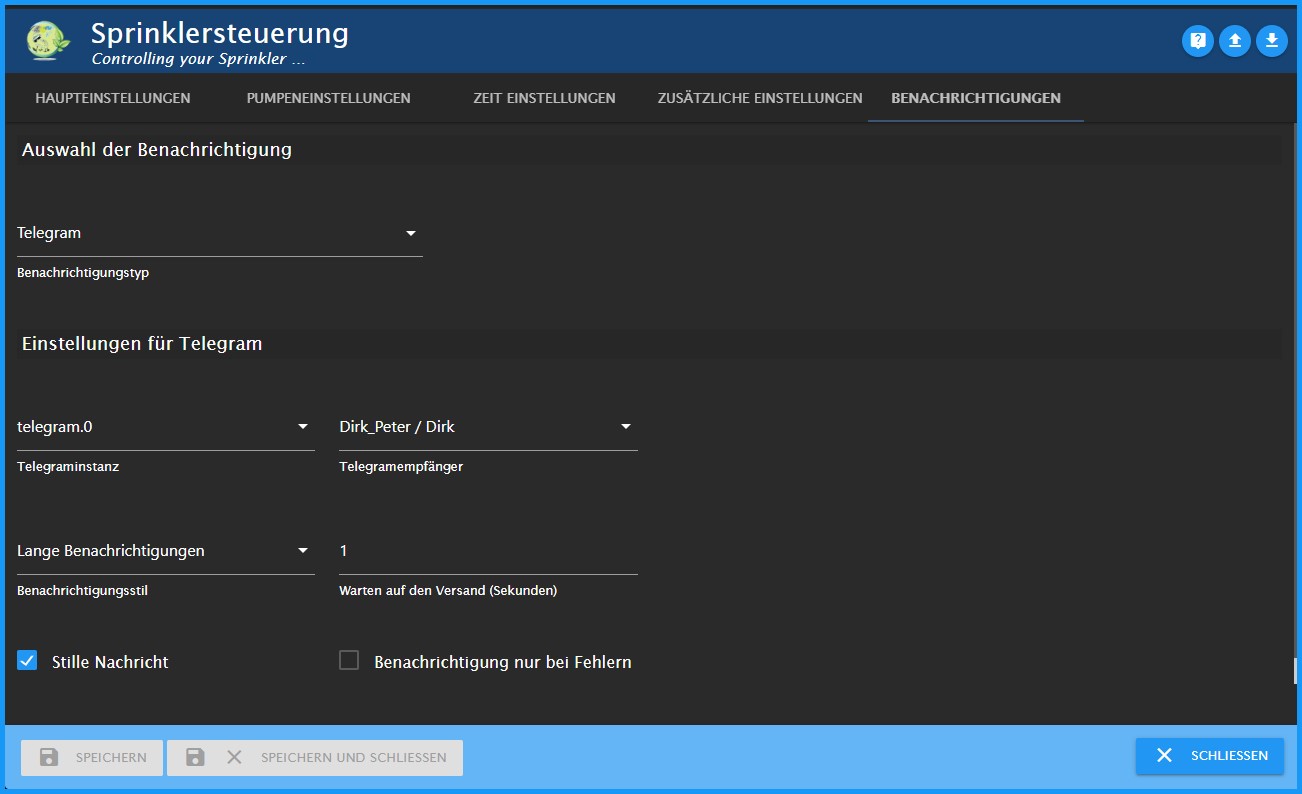 Sprinklersteuerung
Controlling your Sprinkler ...
HAUPTEINSTELLUNGEN PUMPENEINSTELLUNGEN ZEIT EINSTELLUNGEN ZUSÄTZLICHE EINSTELLUNGEN BENACHRICHTIGUNGEN
Auswahl der Benachrichtigung
Telegram
Benachrichtigungstyp
Einstellungen für Telegram
telegram.0 Dirk_Peter / Dirk
Telegraminstanz Telegramempfänger
Lange Benachrichtigungen 1
Benachrichtigungsstil Warten auf den Versand (Sekunden)
Stille Nachricht Benachrichtigung nur bei Fehlern
SPEICHERN SPEICHERN UND SCHLIESSEN SCHLIESSEN